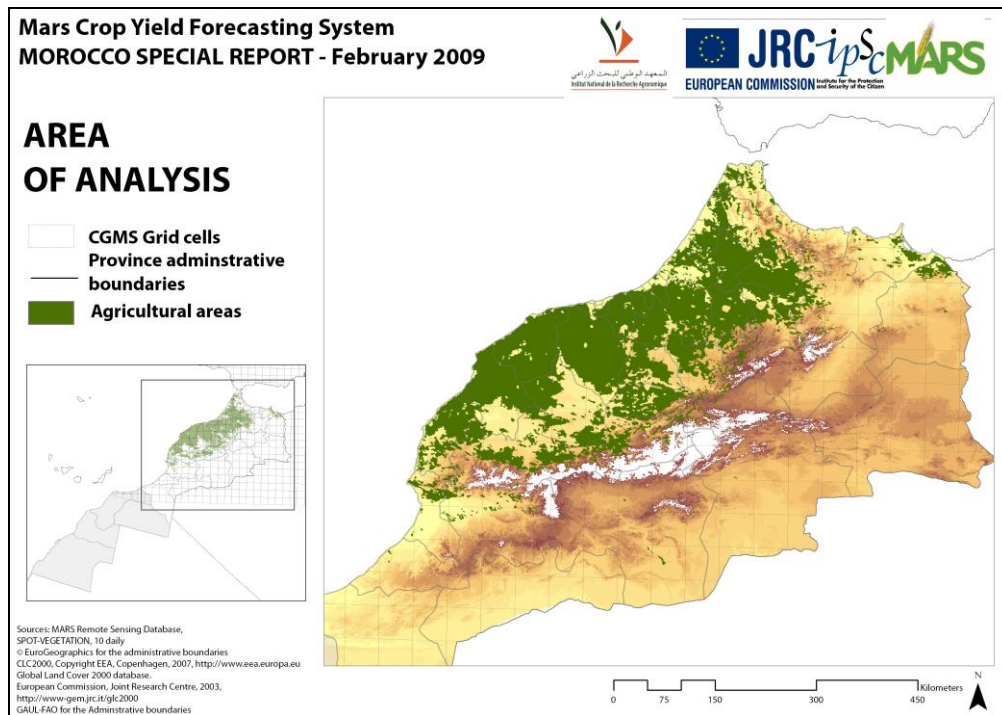 Mars Crop Yield Forecasting System
MOROCCO SPECIAL REPORT - February 2009
المعهد الوطني للبحث الزراعي
Institut National de la Recherche Agronomique
JRC
EUROPEAN COMMISSION
ipsc
Institute for the Protection
and Security of the Citizen
MARS
AREA
OF ANALYSIS
CGMS Grid cells
Province adminstrative
boundaries
Agricultural areas
Sources: MARS Remote Sensing Database,
SPOT-VEGETATION, 10 daily
© EuroGeographics for the administrative boundaries
CLC2000, Copyright EEA, Copenhagen, 2007, http://www.eea.europa.eu
Global Land Cover 2000 database.
European Commission, Joint Research Centre, 2003,
http://www-gem.jrc.it/glc2000
GAUL-FAO for the Adminstrative boundaries
Kilometers
0 75 150 300 450
N